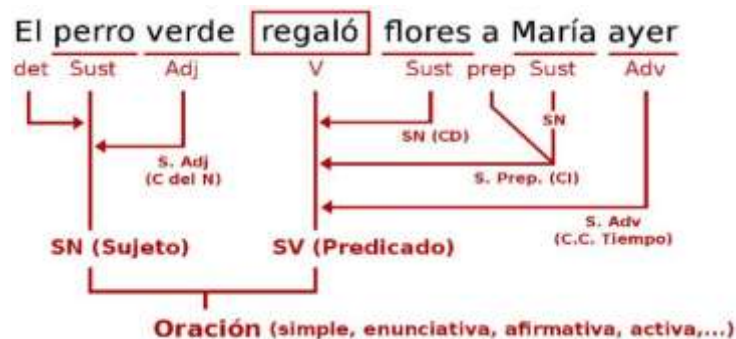 El perro verde regaló flores a María ayer
det Sust Adj V Sust prep Sust Adv
SN
SN (CD)
S. Adj
(C del N)
S. Prep. (CI)
S. Adv
(C.C. Tiempo)
SN (Sujeto) SV (Predicado)
Oración (simple, enunciativa, afirmativa, activa,...)